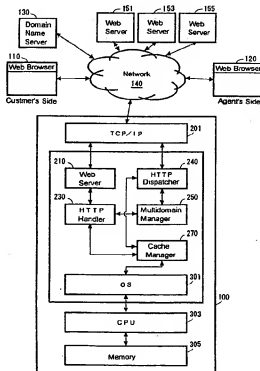 130
Domain
Name
Server
151
Web
Server
153
Web
Server
155
Web
Server
110
Web Browser
Custmer's Side
Network
140
120
Web Browser
Agent's Side
TCP/IP
201
210
Web
Server
240
HTTP
Dispatcher
230
HTTP
Handler
250
Multidomain
Manager
270
Cache
Manager
OS
301
100
CPU
303
Memory
305